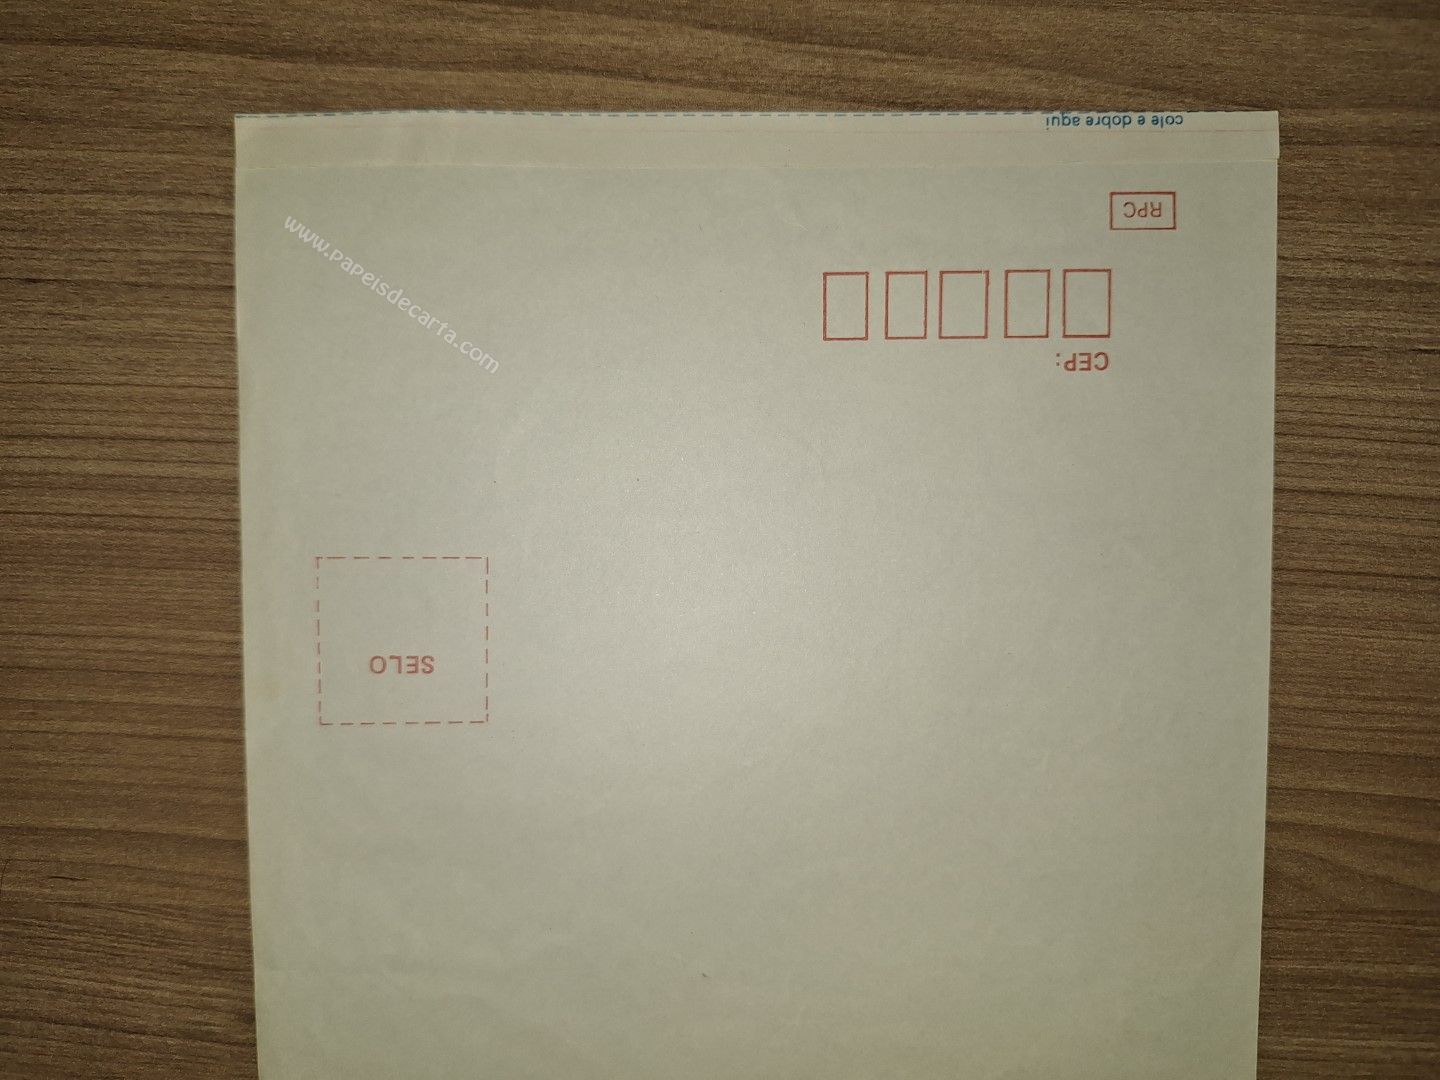 cole e dobre aqui
RPC
www.papeisdecarta.com
CEP:
SELO